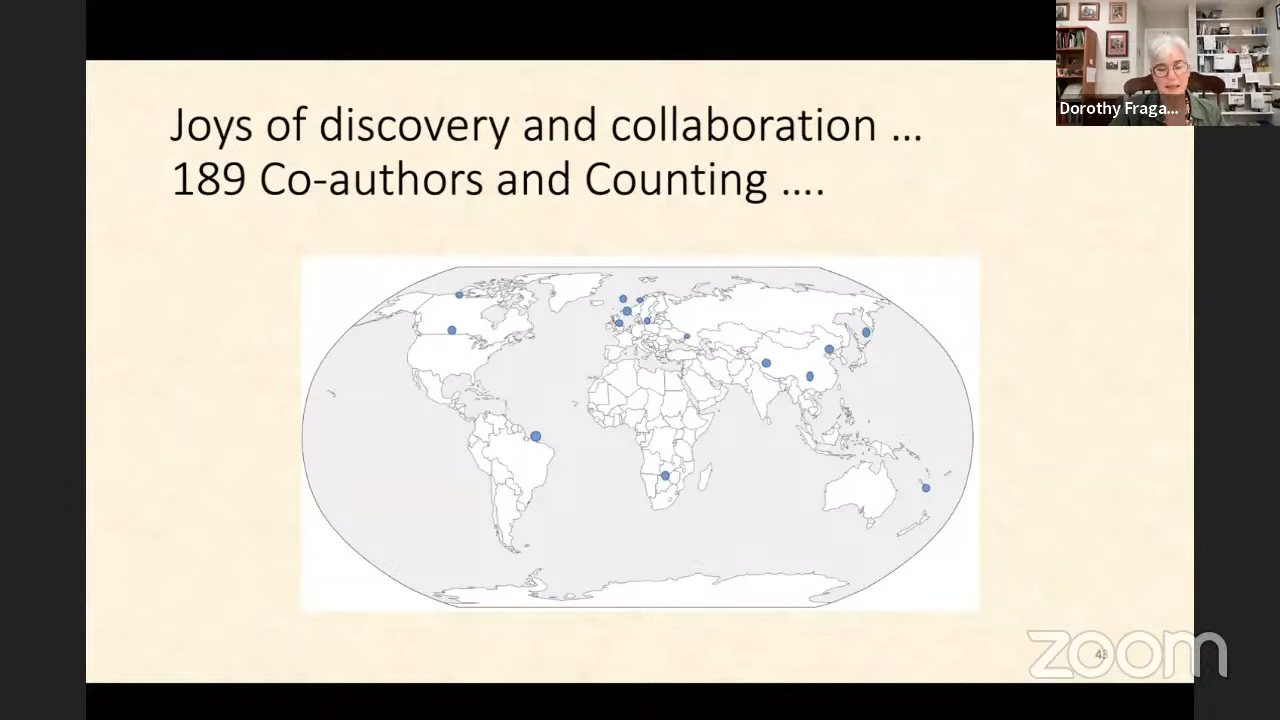 Joys of discovery and collaboration ...
189 Co-authors and Counting ....
Dorothy Fraga...
zoom